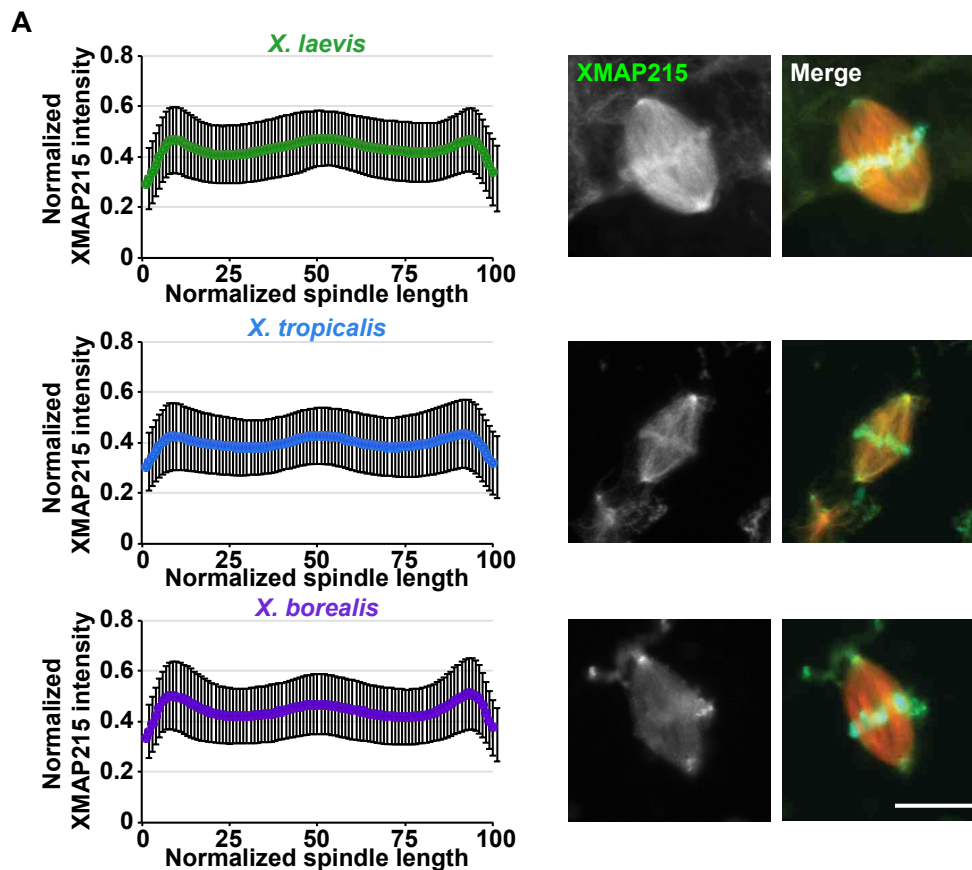 A
X. laevis
Normalized
XMAP215 intensity
0.8
0.6
0.4
0.2
0
0 25 50 75 100
Normalized spindle length
XMAP215
Merge
X. tropicalis
Normalized
XMAP215 intensity
0.8
0.6
0.4
0.2
0
0 25 50 75 100
Normalized spindle length
X. borealis
Normalized
XMAP215 intensity
0.8
0.6
0.4
0.2
0
0 25 50 75 100
Normalized spindle length